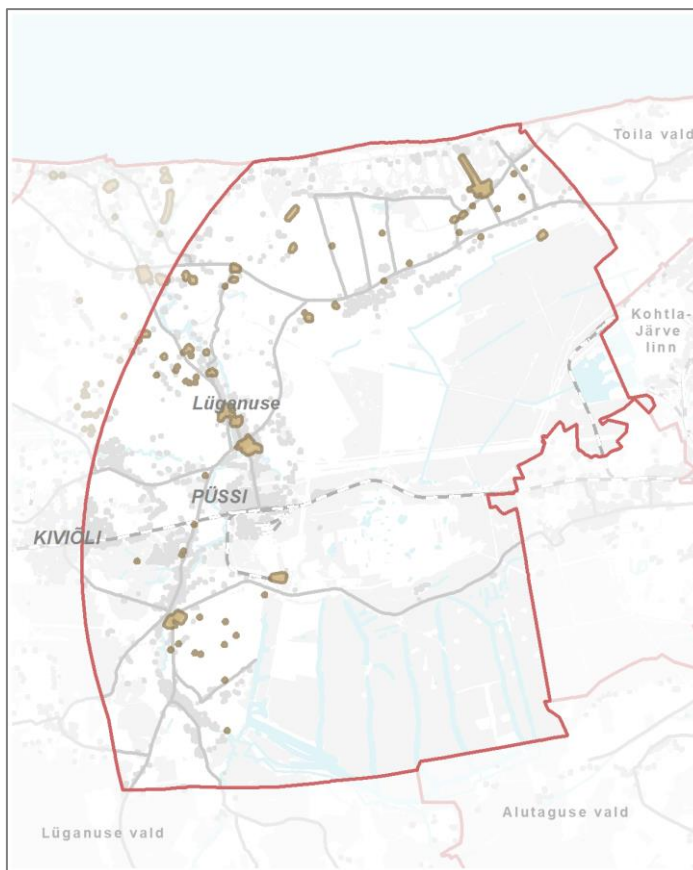 Toila vald
Kohtla-
Järve
linn
Lüganuse
PÜSSI
KIVIÕLI
Lüganuse vald
Alutaguse vald